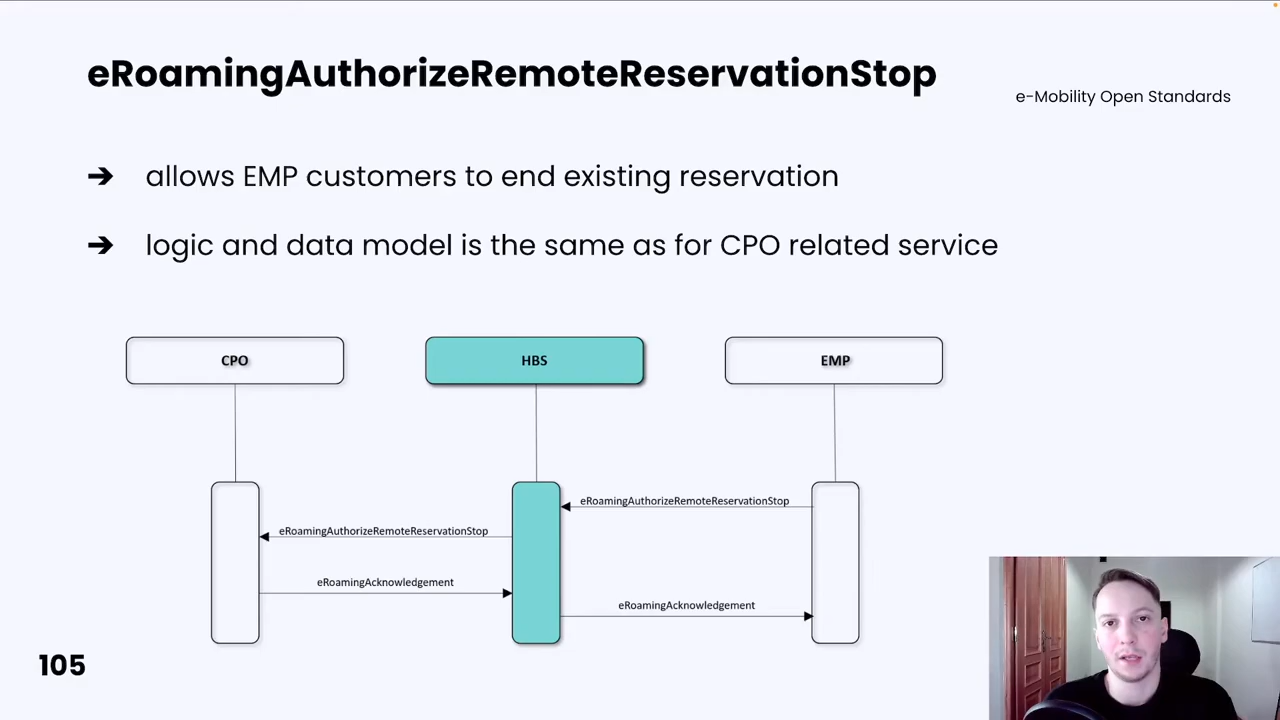 eRoamingAuthorizeRemoteReservationStop
e-Mobility Open Standards
➔ allows EMP customers to end existing reservation
➔ logic and data model is the same as for CPO related service
CPO
HBS
EMP
eRoamingAuthorizeRemoteReservationStop
eRoamingAuthorizeRemoteReservationStop
eRoamingAcknowledgement
eRoamingAcknowledgement
105